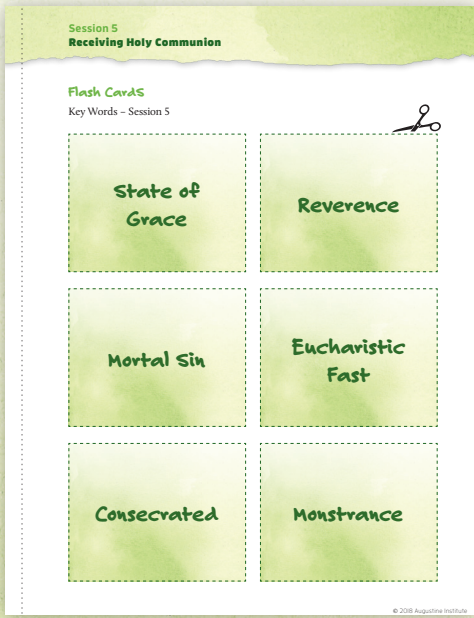 Session 5
Receiving Holy Communion
Flash Cards
Key Words – Session 5
State of
Grace
Reverence
Mortal Sin
Eucharistic
Fast
Consecrated
Monstrance
© 2018 Augustine Institute